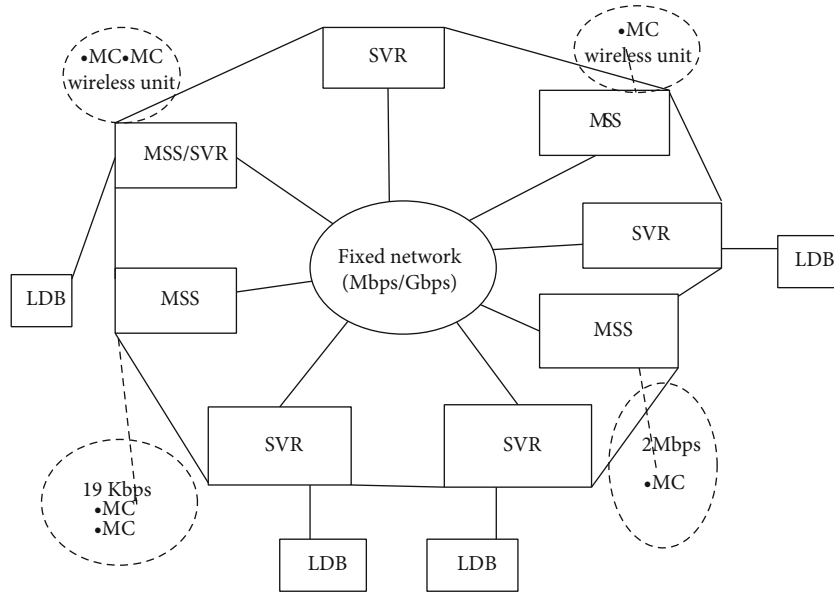 •MC•MC
wireless unit
SVR
•MC
wireless unit
MSS
MSS/SVR
SVR
LDB
Fixed network
(Mbps/Gbps)
LDB
MSS
MSS
SVR
SVR
2Mbps
•MC
19 Kbps
•MC
•MC
LDB
LDB